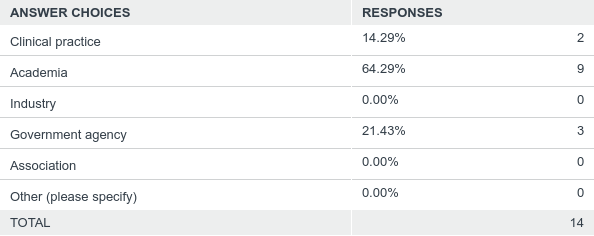 ANSWER CHOICES RESPONSES
Clinical practice 14.29% 2
Academia 64.29% 9
Industry 0.00% 0
Government agency 21.43% 3
Association 0.00% 0
Other (please specify) 0.00% 0
TOTAL 14